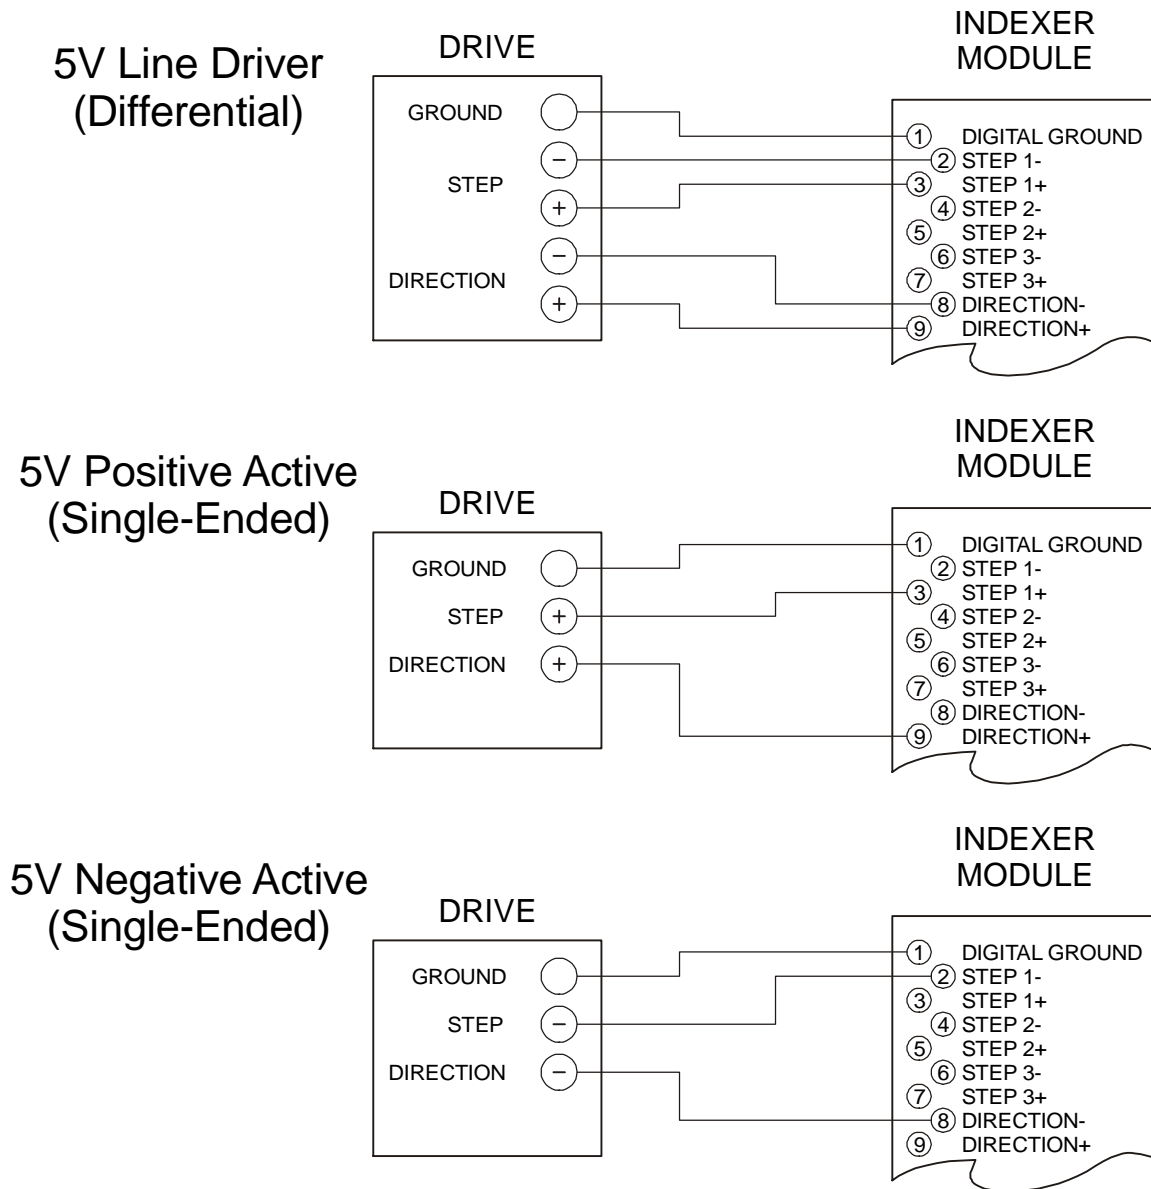 5V Line Driver
(Differential)
DRIVE
GROUND
−
STEP
+
−
DIRECTION
+
INDEXER
MODULE
1 DIGITAL GROUND
2 STEP 1-
3 STEP 1+
4 STEP 2-
5 STEP 2+
6 STEP 3-
7 STEP 3+
8 DIRECTION-
9 DIRECTION+
5V Positive Active
(Single-Ended)
DRIVE
GROUND
STEP +
DIRECTION +
INDEXER
MODULE
1 DIGITAL GROUND
2 STEP 1-
3 STEP 1+
4 STEP 2-
5 STEP 2+
6 STEP 3-
7 STEP 3+
8 DIRECTION-
9 DIRECTION+
5V Negative Active
(Single-Ended)
DRIVE
GROUND
STEP −
DIRECTION −
INDEXER
MODULE
1 DIGITAL GROUND
2 STEP 1-
3 STEP 1+
4 STEP 2-
5 STEP 2+
6 STEP 3-
7 STEP 3+
8 DIRECTION-
9 DIRECTION+